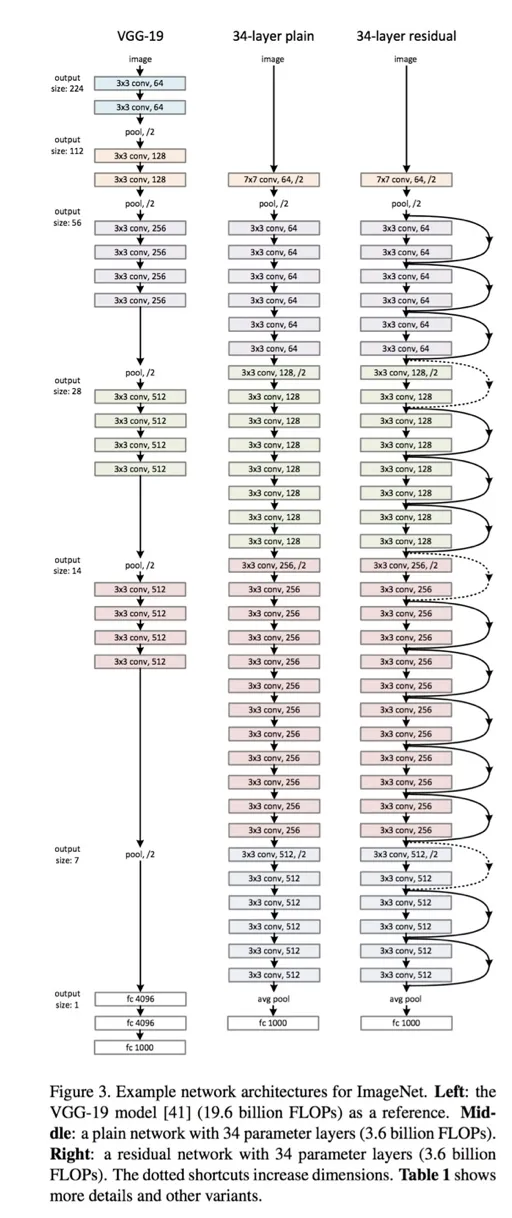 VGG-19 34-layer plain 34-layer residual
image image image
output
size: 224
3x3 conv, 64
3x3 conv, 64
pool, /2
output
size: 112
3x3 conv, 128
3x3 conv, 128 7x7 conv, 64, /2 7x7 conv, 64, /2
pool, /2 pool, /2 pool, /2
output
size: 56
3x3 conv, 256 3x3 conv, 64 3x3 conv, 64
3x3 conv, 256 3x3 conv, 64 3x3 conv, 64
3x3 conv, 256 3x3 conv, 64 3x3 conv, 64
3x3 conv, 256 3x3 conv, 64 3x3 conv, 64
3x3 conv, 64 3x3 conv, 64
3x3 conv, 64 3x3 conv, 64
pool, /2 3x3 conv, 128, /2 3x3 conv, 128, /2
output
size: 28
3x3 conv, 512 3x3 conv, 128 3x3 conv, 128
3x3 conv, 512 3x3 conv, 128 3x3 conv, 128
3x3 conv, 512 3x3 conv, 128 3x3 conv, 128
3x3 conv, 512 3x3 conv, 128 3x3 conv, 128
3x3 conv, 128 3x3 conv, 128
3x3 conv, 128 3x3 conv, 128
3x3 conv, 128 3x3 conv, 128
output
size: 14
pool, /2 3x3 conv, 256, /2 3x3 conv, 256, /2
3x3 conv, 512 3x3 conv, 256 3x3 conv, 256
3x3 conv, 512 3x3 conv, 256 3x3 conv, 256
3x3 conv, 512 3x3 conv, 256 3x3 conv, 256
3x3 conv, 512 3x3 conv, 256 3x3 conv, 256
3x3 conv, 256 3x3 conv, 256
3x3 conv, 256 3x3 conv, 256
3x3 conv, 256 3x3 conv, 256
3x3 conv, 256 3x3 conv, 256
3x3 conv, 256 3x3 conv, 256
3x3 conv, 256 3x3 conv, 256
3x3 conv, 256 3x3 conv, 256
output
size: 7
pool, /2 3x3 conv, 512, /2 3x3 conv, 512, /2
3x3 conv, 512 3x3 conv, 512
3x3 conv, 512 3x3 conv, 512
3x3 conv, 512 3x3 conv, 512
3x3 conv, 512 3x3 conv, 512
3x3 conv, 512 3x3 conv, 512
output
size: 1
fc 4096 avg pool avg pool
fc 4096 fc 1000 fc 1000
fc 1000
Figure 3. Example network architectures for ImageNet. Left: the
VGG-19 model [41] (19.6 billion FLOPs) as a reference. Mid-
dle: a plain network with 34 parameter layers (3.6 billion FLOPs).
Right: a residual network with 34 parameter layers (3.6 billion
FLOPs). The dotted shortcuts increase dimensions. Table 1 shows
more details and other variants.